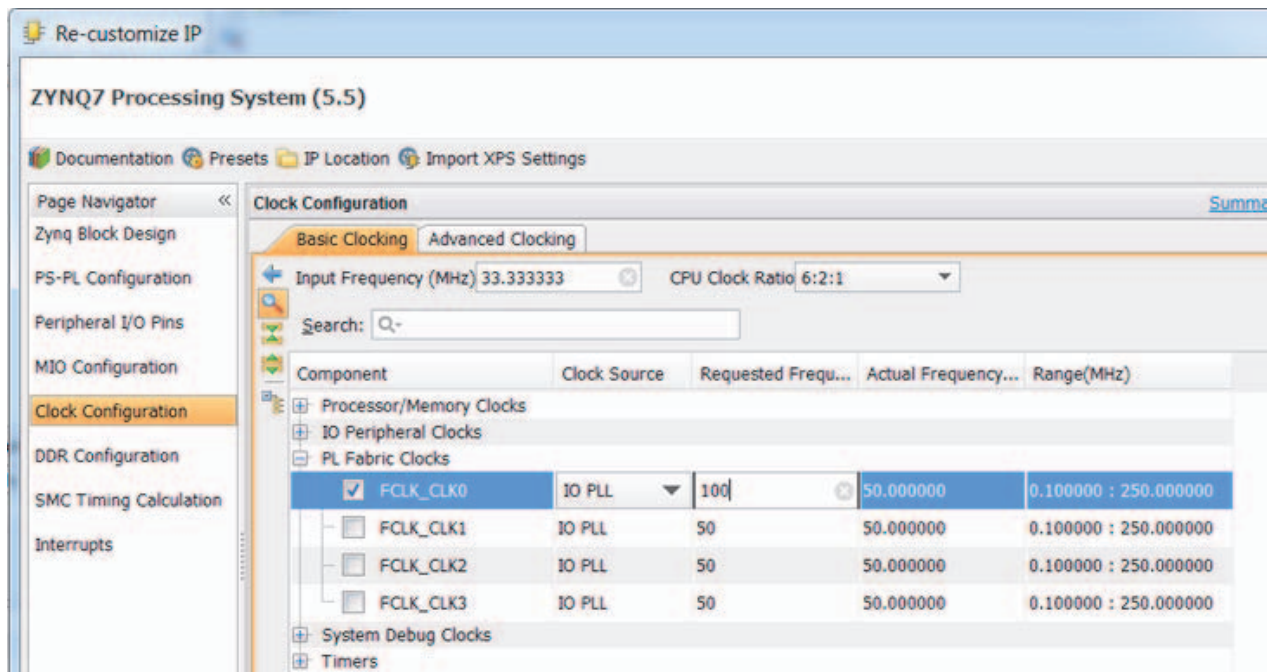 Re-customize IP
ZYNQ7 Processing System (5.5)
Documentation Presets IP Location Import XPS Settings
Page Navigator «
Zynq Block Design
PS-PL Configuration
Peripheral I/O Pins
MIO Configuration
Clock Configuration
DDR Configuration
SMC Timing Calculation
Interrupts
Clock Configuration Summa
Basic Clocking Advanced Clocking
Input Frequency (MHz) 33.333333 CPU Clock Ratio 6:2:1
Search:
Component Clock Source Requested Frequ... Actual Frequency... Range(MHz)
Processor/Memory Clocks
IO Peripheral Clocks
PL Fabric Clocks
FCLK_CLK0 IO PLL 100 50.000000 0.100000 : 250.000000
FCLK_CLK1 IO PLL 50 50.000000 0.100000 : 250.000000
FCLK_CLK2 IO PLL 50 50.000000 0.100000 : 250.000000
FCLK_CLK3 IO PLL 50 50.000000 0.100000 : 250.000000
System Debug Clocks
Timers